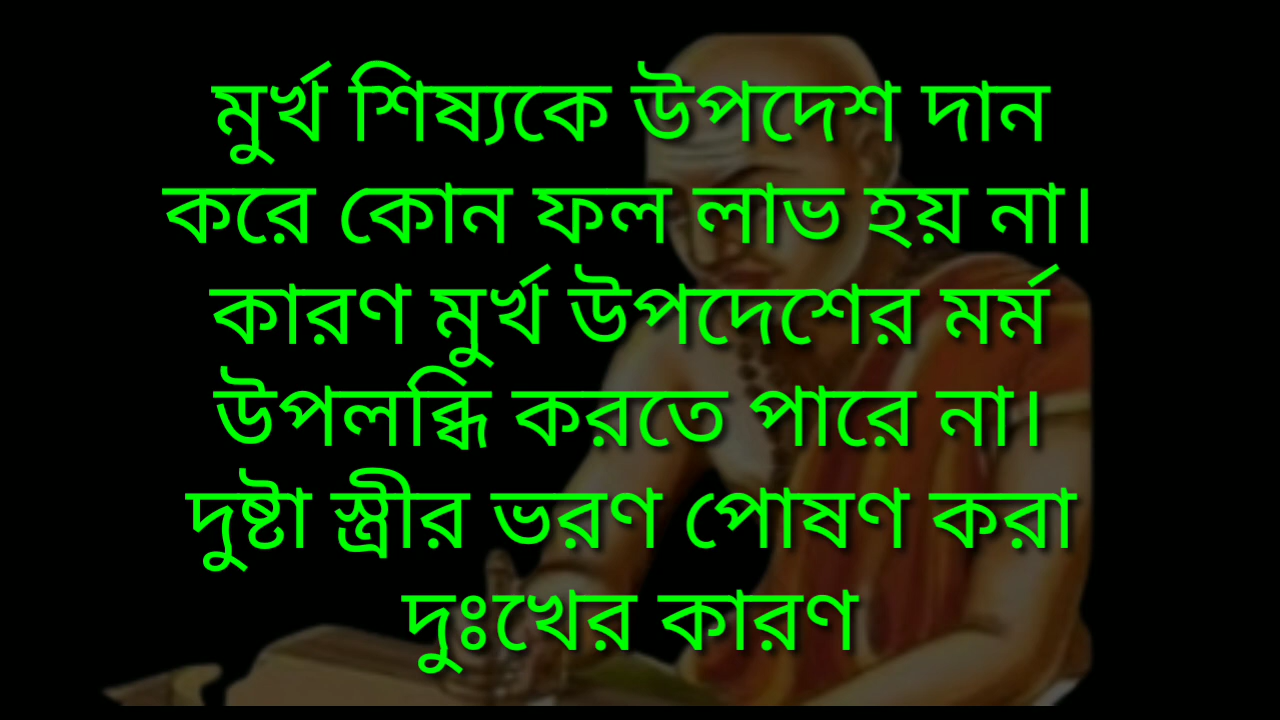 মুর্খ শিষ্যকে উপদেশ দান
করে কোন ফল লাভ হয় না।
কারণ মুর্খ উপদেশের মর্ম
উপলব্ধি করতে পারে না।
দুষ্টা স্ত্রীর ভরণ পোষণ করা
দুঃখের কারণ